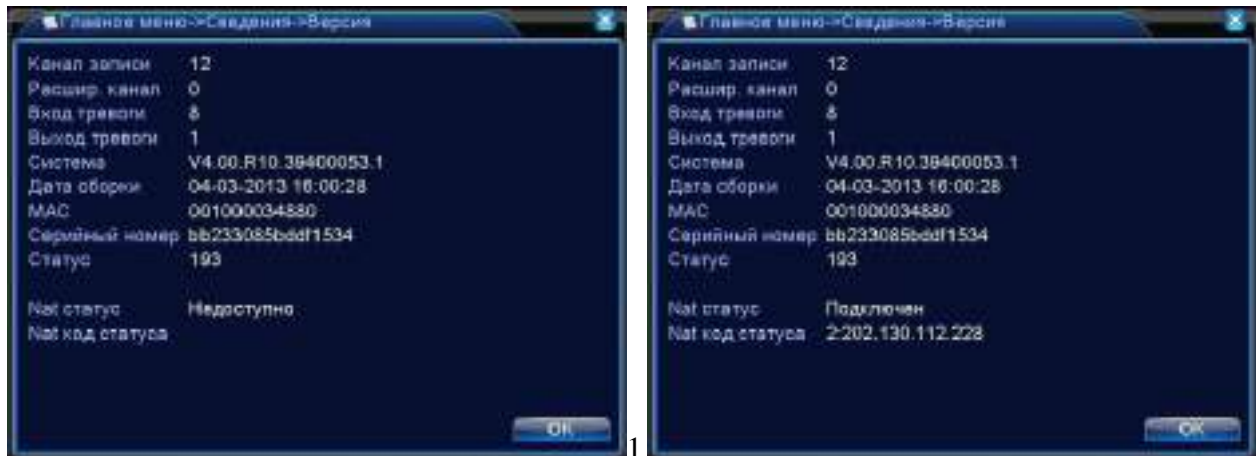 Главное меню->Сведения->Версия
Канал записи 12
Расшир. канал 0
Вход тревоги 8
Выход тревоги 1
Система V4.00.R10.39400053.1
Дата сборки 04-03-2013 16:00:28
MAC 001000034880
Серийный номер bb233085bddf1534
Статус 193
Nat статус Недоступно
Nat код статуса
OK
1
Главное меню->Сведения->Версия
Канал записи 12
Расшир. канал 0
Вход тревоги 8
Выход тревоги 1
Система V4.00.R10.39400053.1
Дата сборки 04-03-2013 16:00:28
MAC 001000034880
Серийный номер bb233085bddf1534
Статус 193
Nat статус Подключен
Nat код статуса 2:202.130.112.228
OK